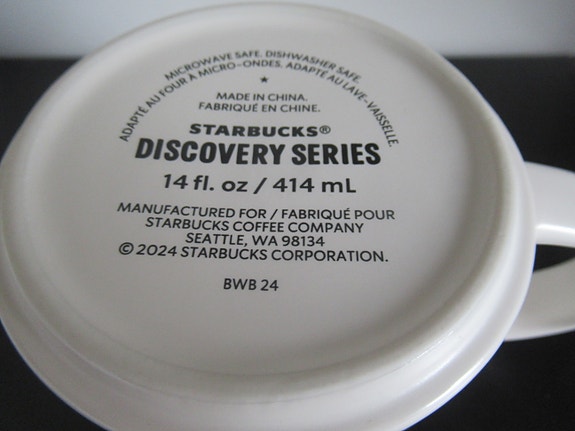 MICROWAVE SAFE. DISHWASHER SAFE.
ADAPTÉ AU FOUR À MICRO-ONDES. ADAPTÉ AU LAVE-VAISSELLE.
MADE IN CHINA.
FABRIQUÉ EN CHINE.
STARBUCKS®
DISCOVERY SERIES
14 fl. oz / 414 mL
MANUFACTURED FOR / FABRIQUÉ POUR
STARBUCKS COFFEE COMPANY
SEATTLE, WA 98134
© 2024 STARBUCKS CORPORATION.
BWB 24